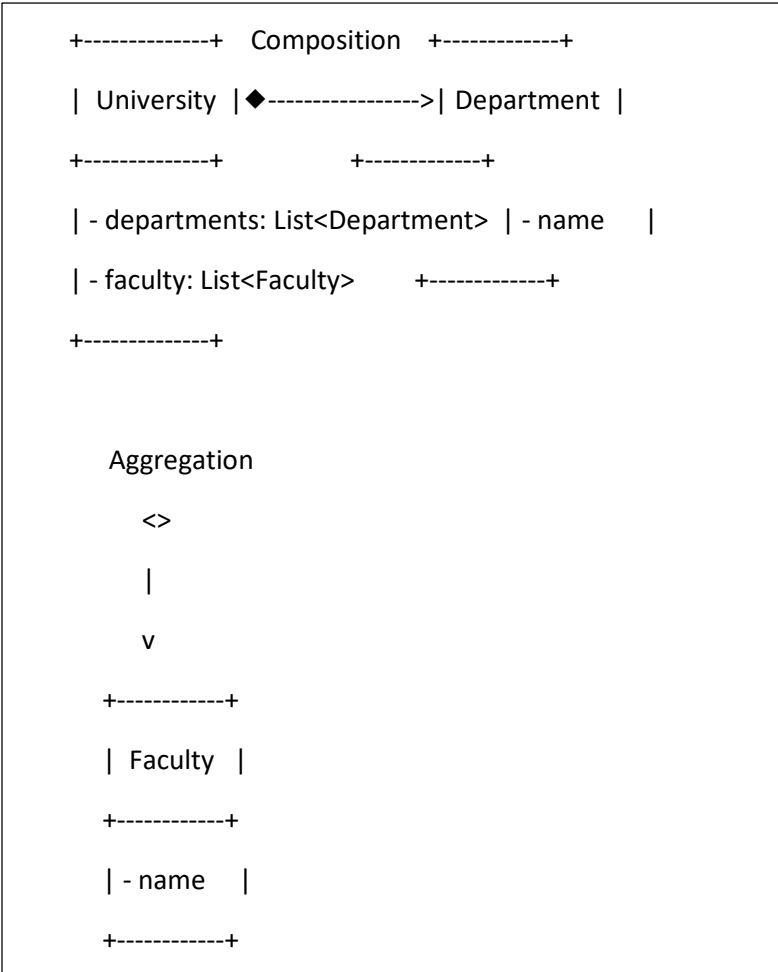 +--------------+ Composition +-------------+
| University |◆----------------->| Department |
+--------------+ +-------------+
| - departments: List<Department> | - name |
| - faculty: List<Faculty> +-------------+
+--------------+
Aggregation
<>
|
v
+------------+
| Faculty |
+------------+
| - name |
+------------+